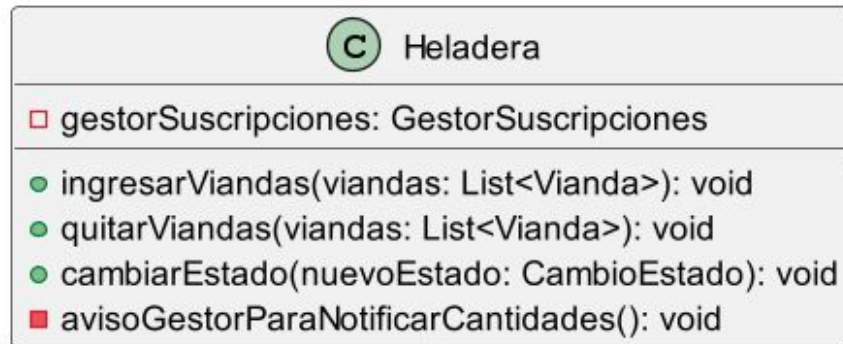 C Heladera
gestorSuscripciones: GestorSuscripciones
ingresarViandas(viandas: List<Vianda>): void
quitarViandas(viandas: List<Vianda>): void
cambiarEstado(nuevoEstado: CambioEstado): void
avisoGestorParaNotificarCantidades(): void